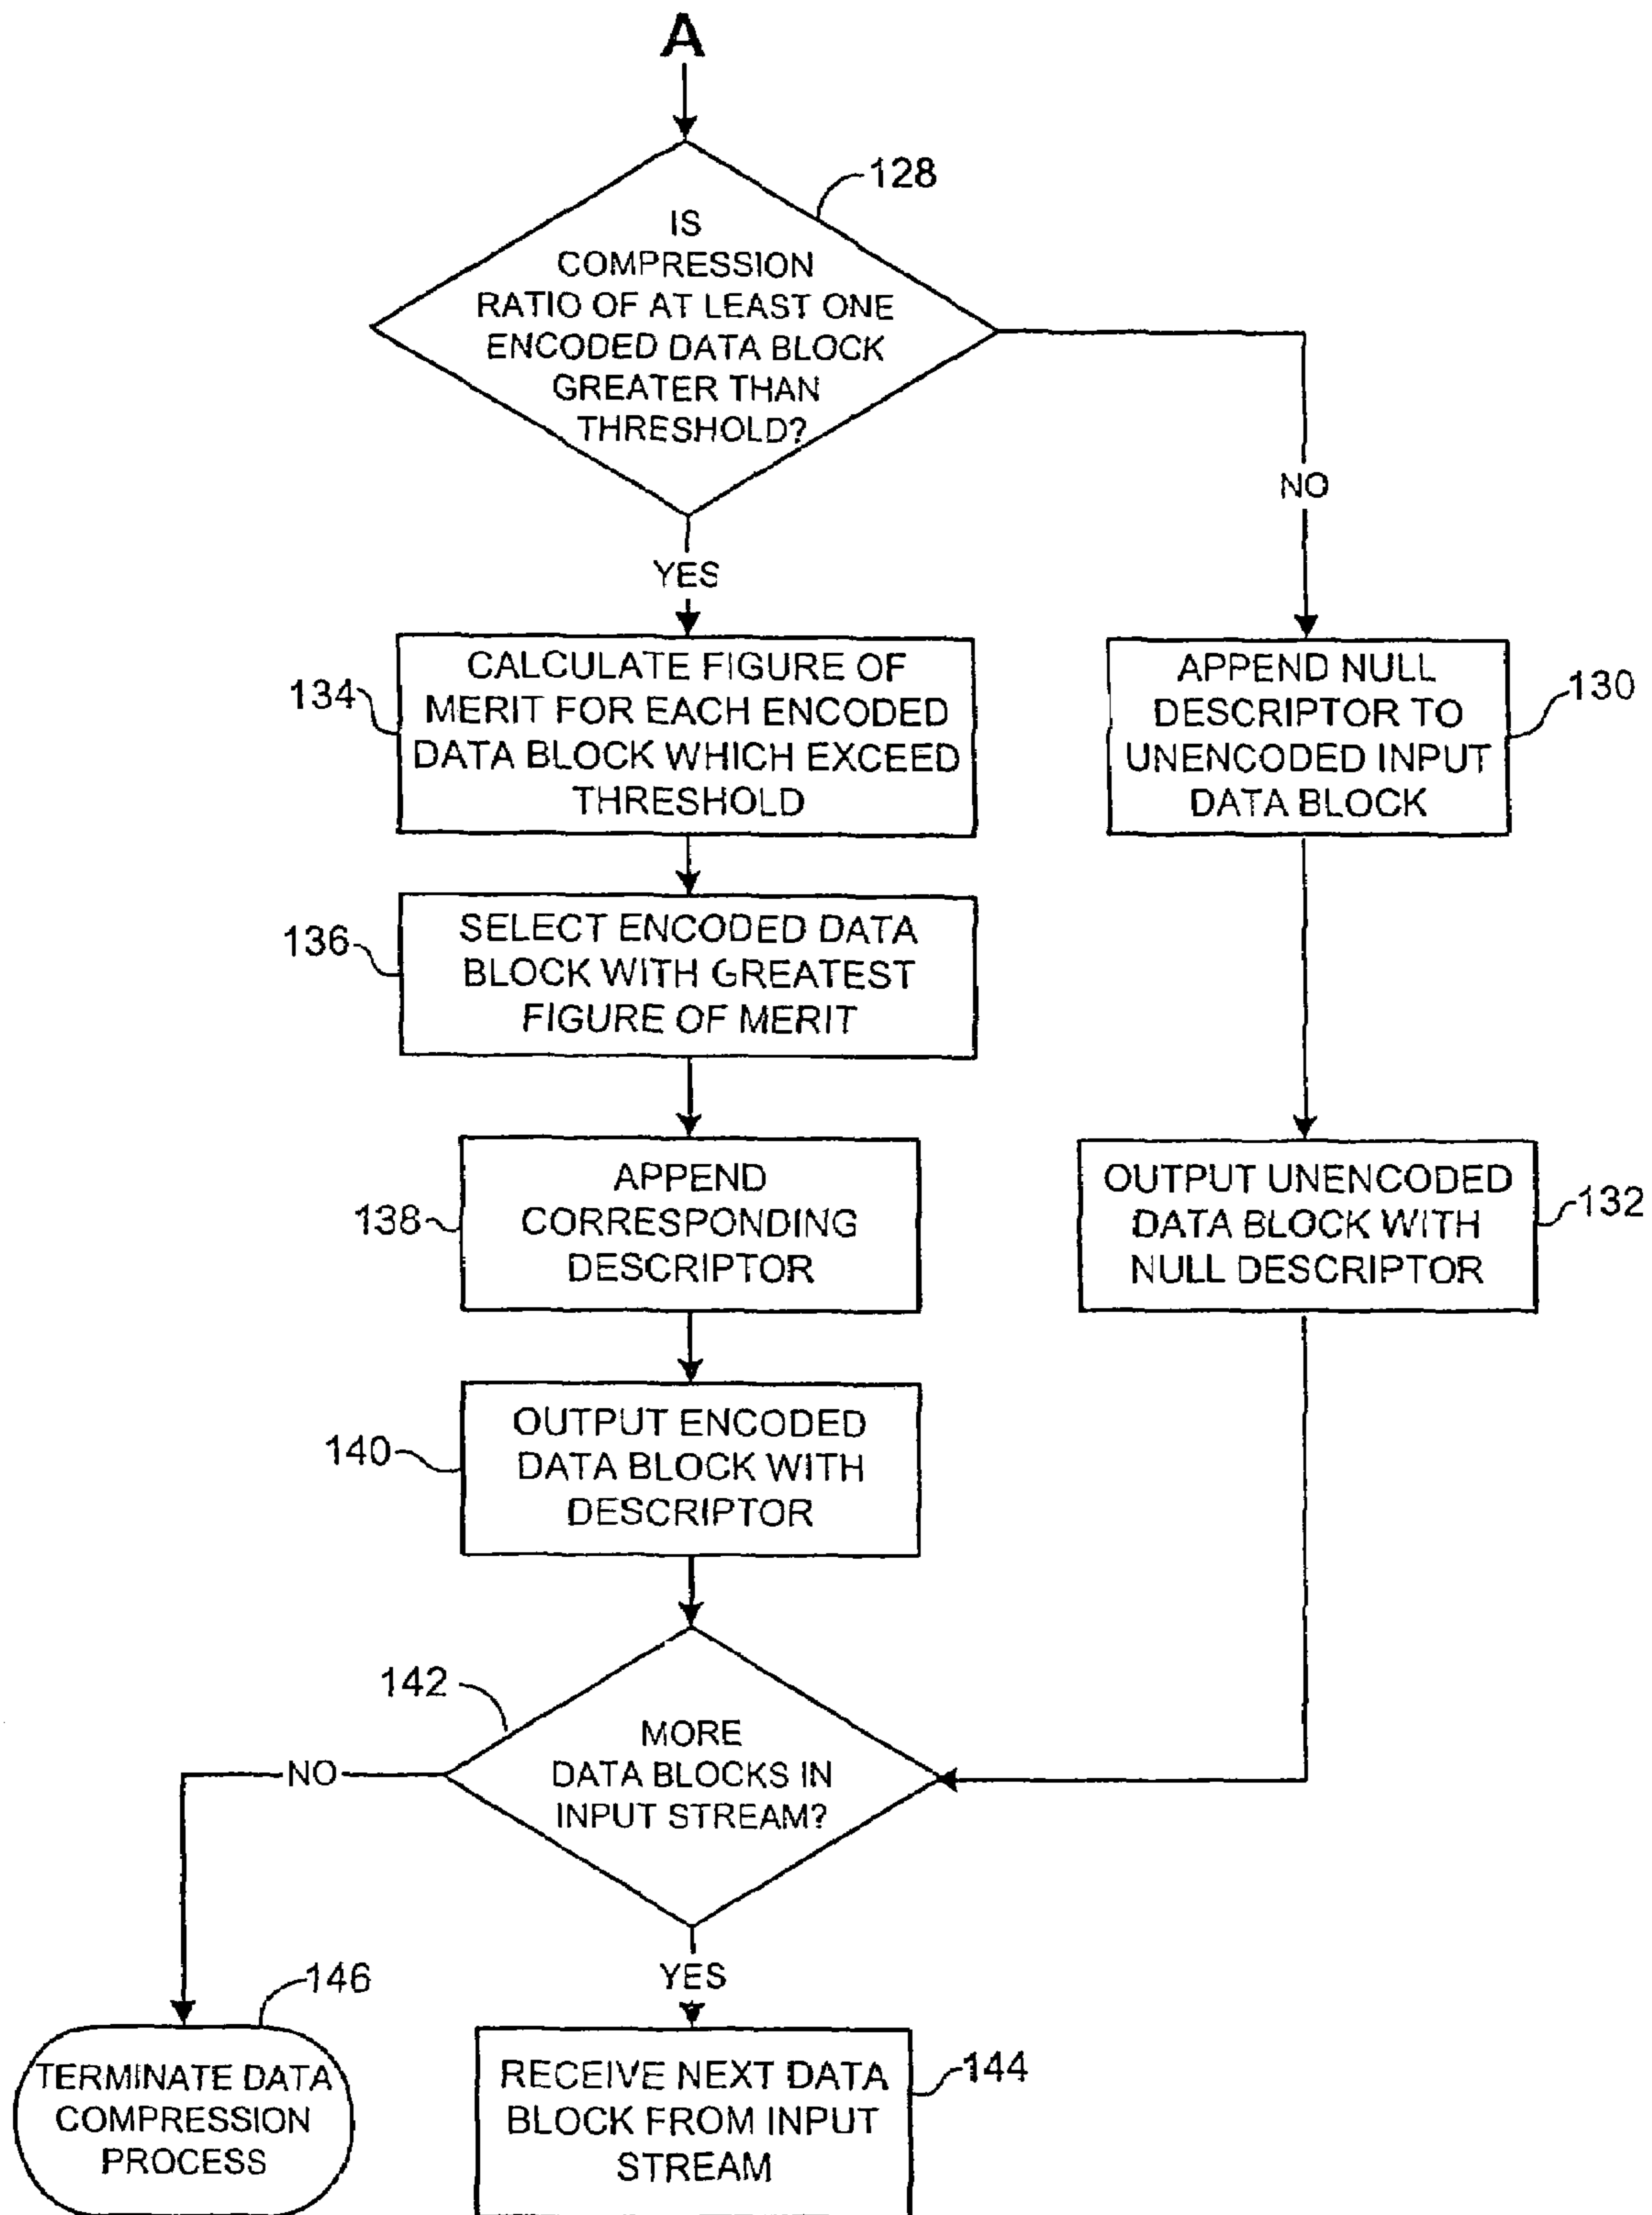 A
128
IS
COMPRESSION
RATIO OF AT LEAST ONE
ENCODED DATA BLOCK
GREATER THAN
THRESHOLD?
NO
YES
134
CALCULATE FIGURE OF
MERIT FOR EACH ENCODED
DATA BLOCK WHICH EXCEED
THRESHOLD
APPEND NULL
DESCRIPTOR TO
UNENCODED INPUT
DATA BLOCK
130
136
SELECT ENCODED DATA
BLOCK WITH GREATEST
FIGURE OF MERIT
138
APPEND
CORRESPONDING
DESCRIPTOR
OUTPUT UNENCODED
DATA BLOCK WITH
NULL DESCRIPTOR
132
140
OUTPUT ENCODED
DATA BLOCK WITH
DESCRIPTOR
142
MORE
DATA BLOCKS IN
INPUT STREAM?
NO
YES
146
TERMINATE DATA
COMPRESSION
PROCESS
RECEIVE NEXT DATA
BLOCK FROM INPUT
STREAM
144